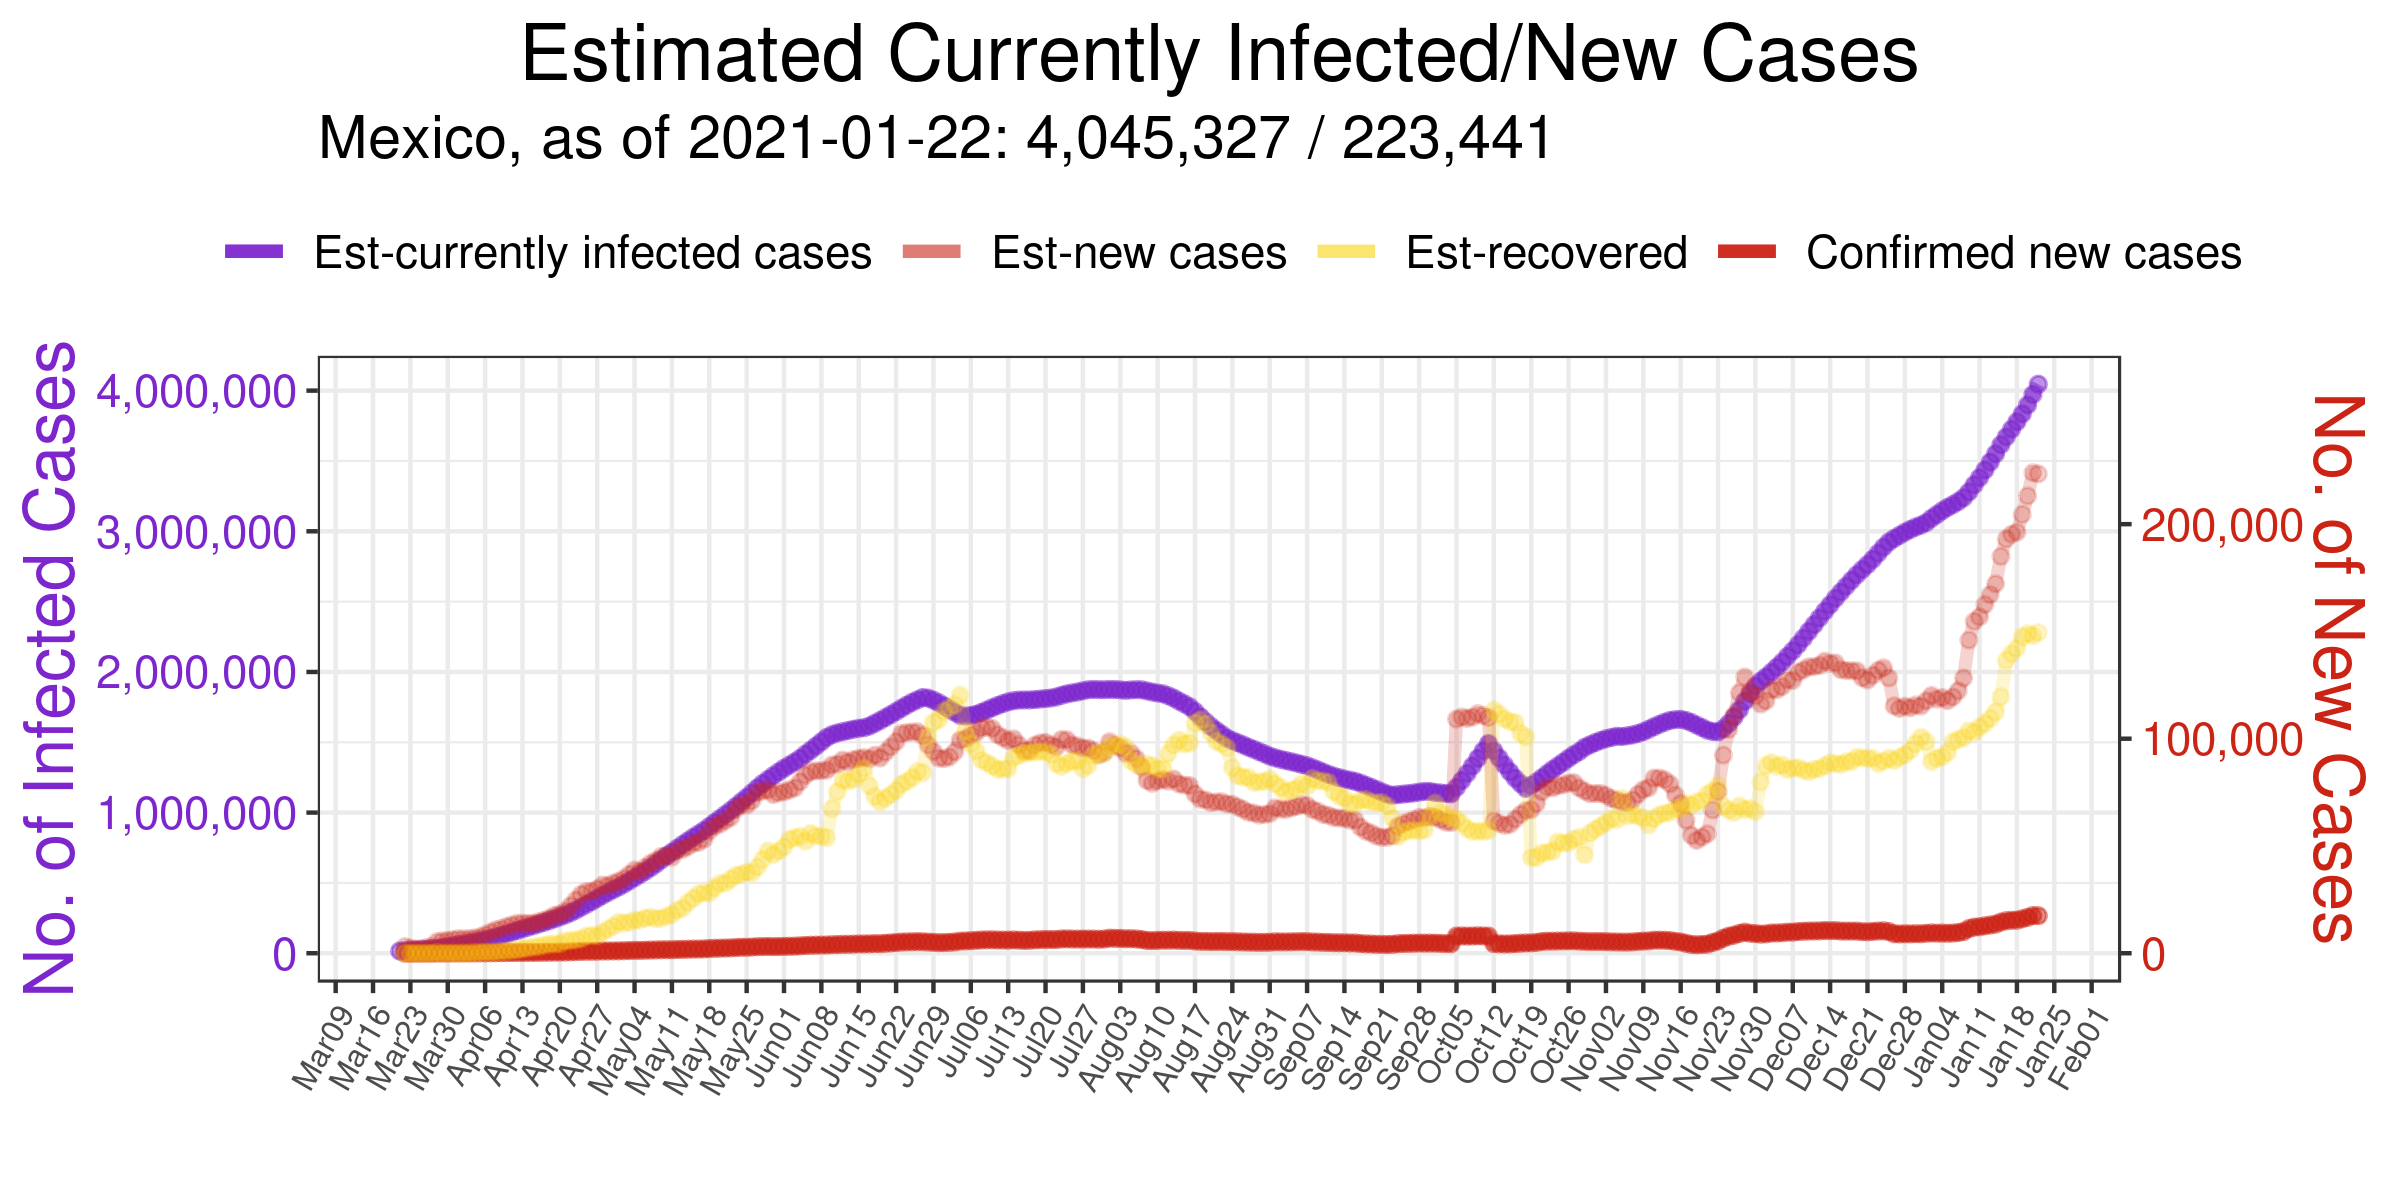 Estimated Currently Infected/New Cases
Mexico, as of 2021-01-22: 4,045,327 / 223,441
Est-currently infected cases Est-new cases Est-recovered Confirmed new cases
No. of Infected Cases
4,000,000
3,000,000
2,000,000
1,000,000
0
200,000
100,000
0
No. of New Cases
Mar09 Mar16 Mar23 Mar30 Apr06 Apr13 Apr20 Apr27 May04 May11 May18 May25 Jun01 Jun08 Jun15 Jun22 Jun29 Jul06 Jul13 Jul20 Jul27 Aug03 Aug10 Aug17 Aug24 Aug31 Sep07 Sep14 Sep21 Sep28 Oct05 Oct12 Oct19 Oct26 Nov02 Nov09 Nov16 Nov23 Nov30 Dec07 Dec14 Dec21 Dec28 Jan04 Jan11 Jan18 Jan25 Feb01